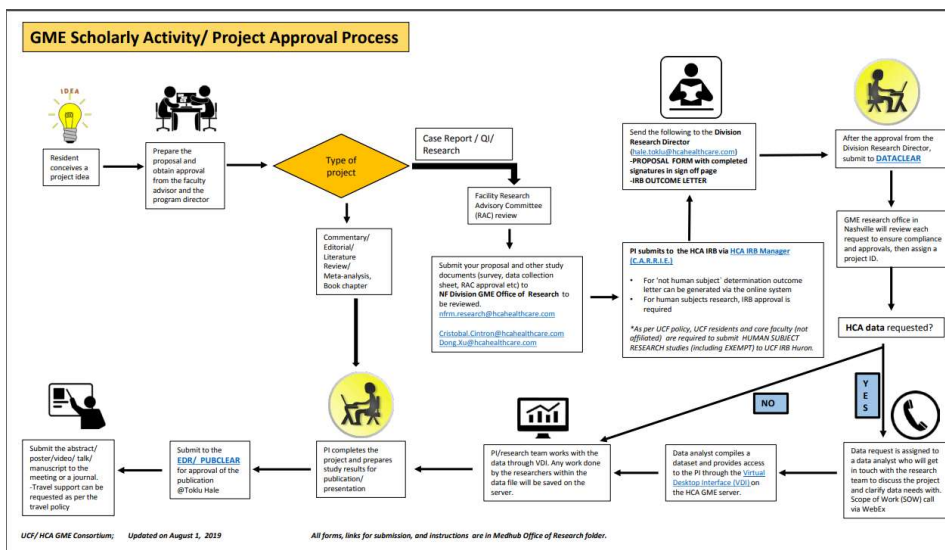 GME Scholarly Activity/ Project Approval Process
IDEA
Resident
conceives a
project idea
Prepare the
proposal and
obtain approval
from the faculty
advisor and the
program director
Type of
project
Case Report / QI/
Research
Facility Research
Advisory Committee
(RAC) review
Commentary/
Editorial/
Literature
Review/
Meta-analysis,
Book chapter
Submit your proposal and other study
documents (survey, data collection
sheet, RAC approval etc) to
NF Division GME Office of Research to
be reviewed.
nfrm.research@hcahealthcare.com
Cristobal.Cintron@hcahealthcare.com
Dong.Xu@hcahealthcare.com
PI submits to the HCA IRB via HCA IRB Manager
(C.A.R.R.I.E.)
• For 'not human subject` determination outcome
letter can be generated via the online system
• For human subjects research, IRB approval is
required
*As per UCF policy, UCF residents and core faculty (not
affiliated) are required to submit HUMAN SUBJECT
RESEARCH studies (including EXEMPT) to UCF IRB Huron.
Send the following to the Division
Research Director
(hale.toklu@hcahealthcare.com)
-PROPOSAL FORM with completed
signatures in sign off page
-IRB OUTCOME LETTER
After the approval from the
Division Research Director,
submit to DATACLEAR
GME research office in
Nashville will review each
request to ensure compliance
and approvals, then assign a
project ID.
HCA data requested?
NO
YES
Data request is assigned to
a data analyst who will get
in touch with the research
team to discuss the project
and clarify data needs with.
Scope of Work (SOW) call
via WebEx
Data analyst compiles a
dataset and provides access
to the PI through the Virtual
Desktop Interface (VDI) on
the HCA GME server.
PI/research team works with the
data through VDI. Any work done
by the researchers within the
data file will be saved on the
server.
PI completes the
project and prepares
study results for
publication/
presentation
Submit to the
EDR/ PUBCLEAR
for approval of the
publication
@Toklu Hale
Submit the abstract/
poster/video/ talk/
manuscript to the
meeting or a journal.
-Travel support can be
requested as per the
travel policy
UCF/ HCA GME Consortium; Updated on August 1, 2019
All forms, links for submission, and instructions are in Medhub Office of Research folder.